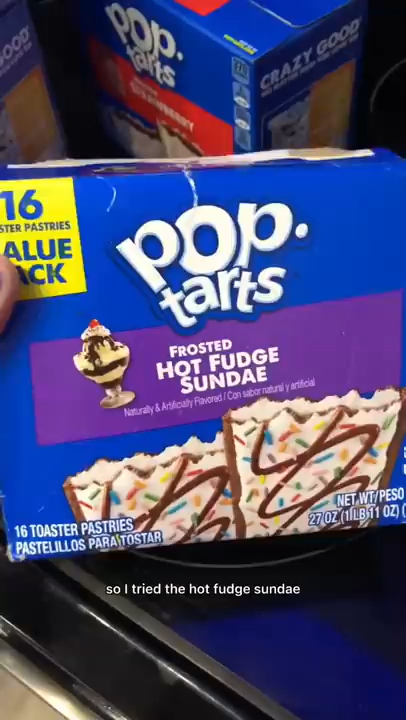 pop.
tarts
STRAWBERRY
CRAZY GOOD
16
STER PASTRIES
ALUE
ACK
pop.
tarts
FROSTED
HOT FUDGE
SUNDAE
Naturally & Artificially Flavored / Con sabor natural y artificial
16 TOASTER PASTRIES
PASTELILLOS PARA TOSTAR
NET WT/PESO
27 OZ (1 LB 11 OZ) (
so I tried the hot fudge sundae